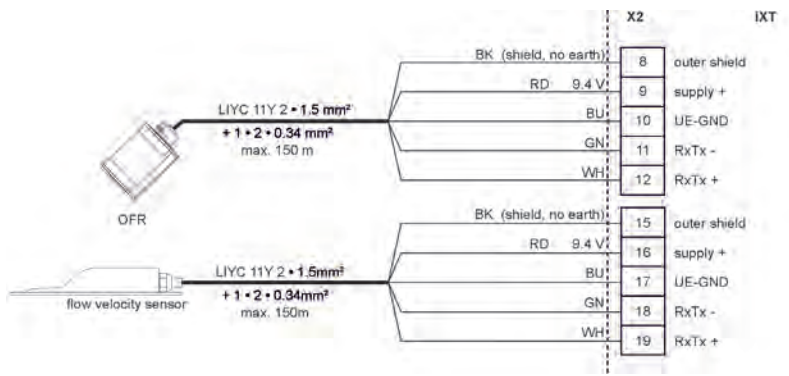 X2 iXT
BK (shield, no earth) 8 outer shield
RD 9.4 V 9 supply +
LIYC 11Y 2 • 1.5 mm²
BU 10 UE-GND
+ 1 • 2 • 0.34 mm²
GN 11 RxTx -
max. 150 m
WH 12 RxTx +
OFR
BK (shield, no earth) 15 outer shield
RD 9.4 V 16 supply +
LIYC 11Y 2 • 1.5mm²
BU 17 UE-GND
+ 1 • 2 • 0.34mm²
flow velocity sensor
max. 150m
GN 18 RxTx -
WH 19 RxTx +